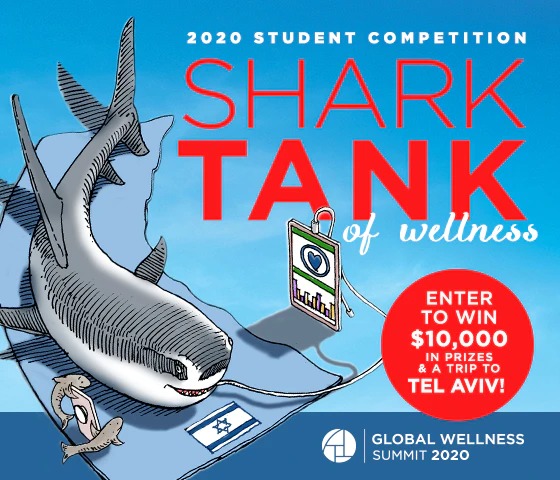 2020 STUDENT COMPETITION
SHARK
TANK
of wellness
ENTER
TO WIN
$10,000
IN PRIZES
& A TRIP TO
TEL AVIV!
GLOBAL WELLNESS
SUMMIT 2020